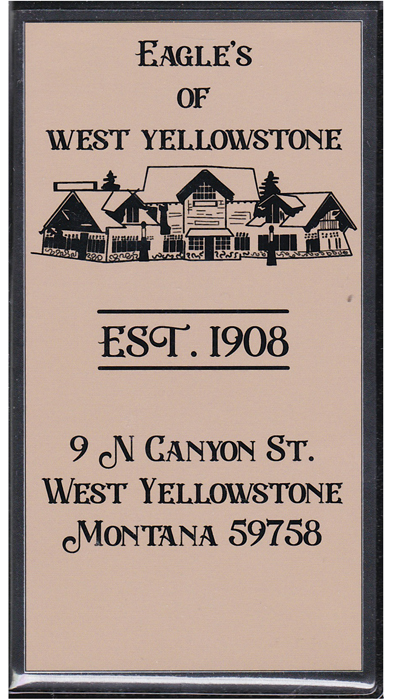 Eagle's
of
West Yellowstone
Est. 1908
9 N Canyon St.
West Yellowstone
Montana 59758